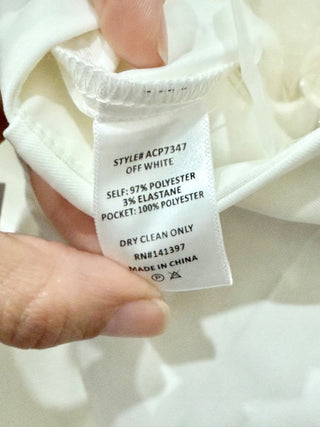 STYLE# ACP7347
OFF WHITE
SELF: 97% POLYESTER
3% ELASTANE
POCKET: 100% POLYESTER
DRY CLEAN ONLY
RN#141397
MADE IN CHINA
P